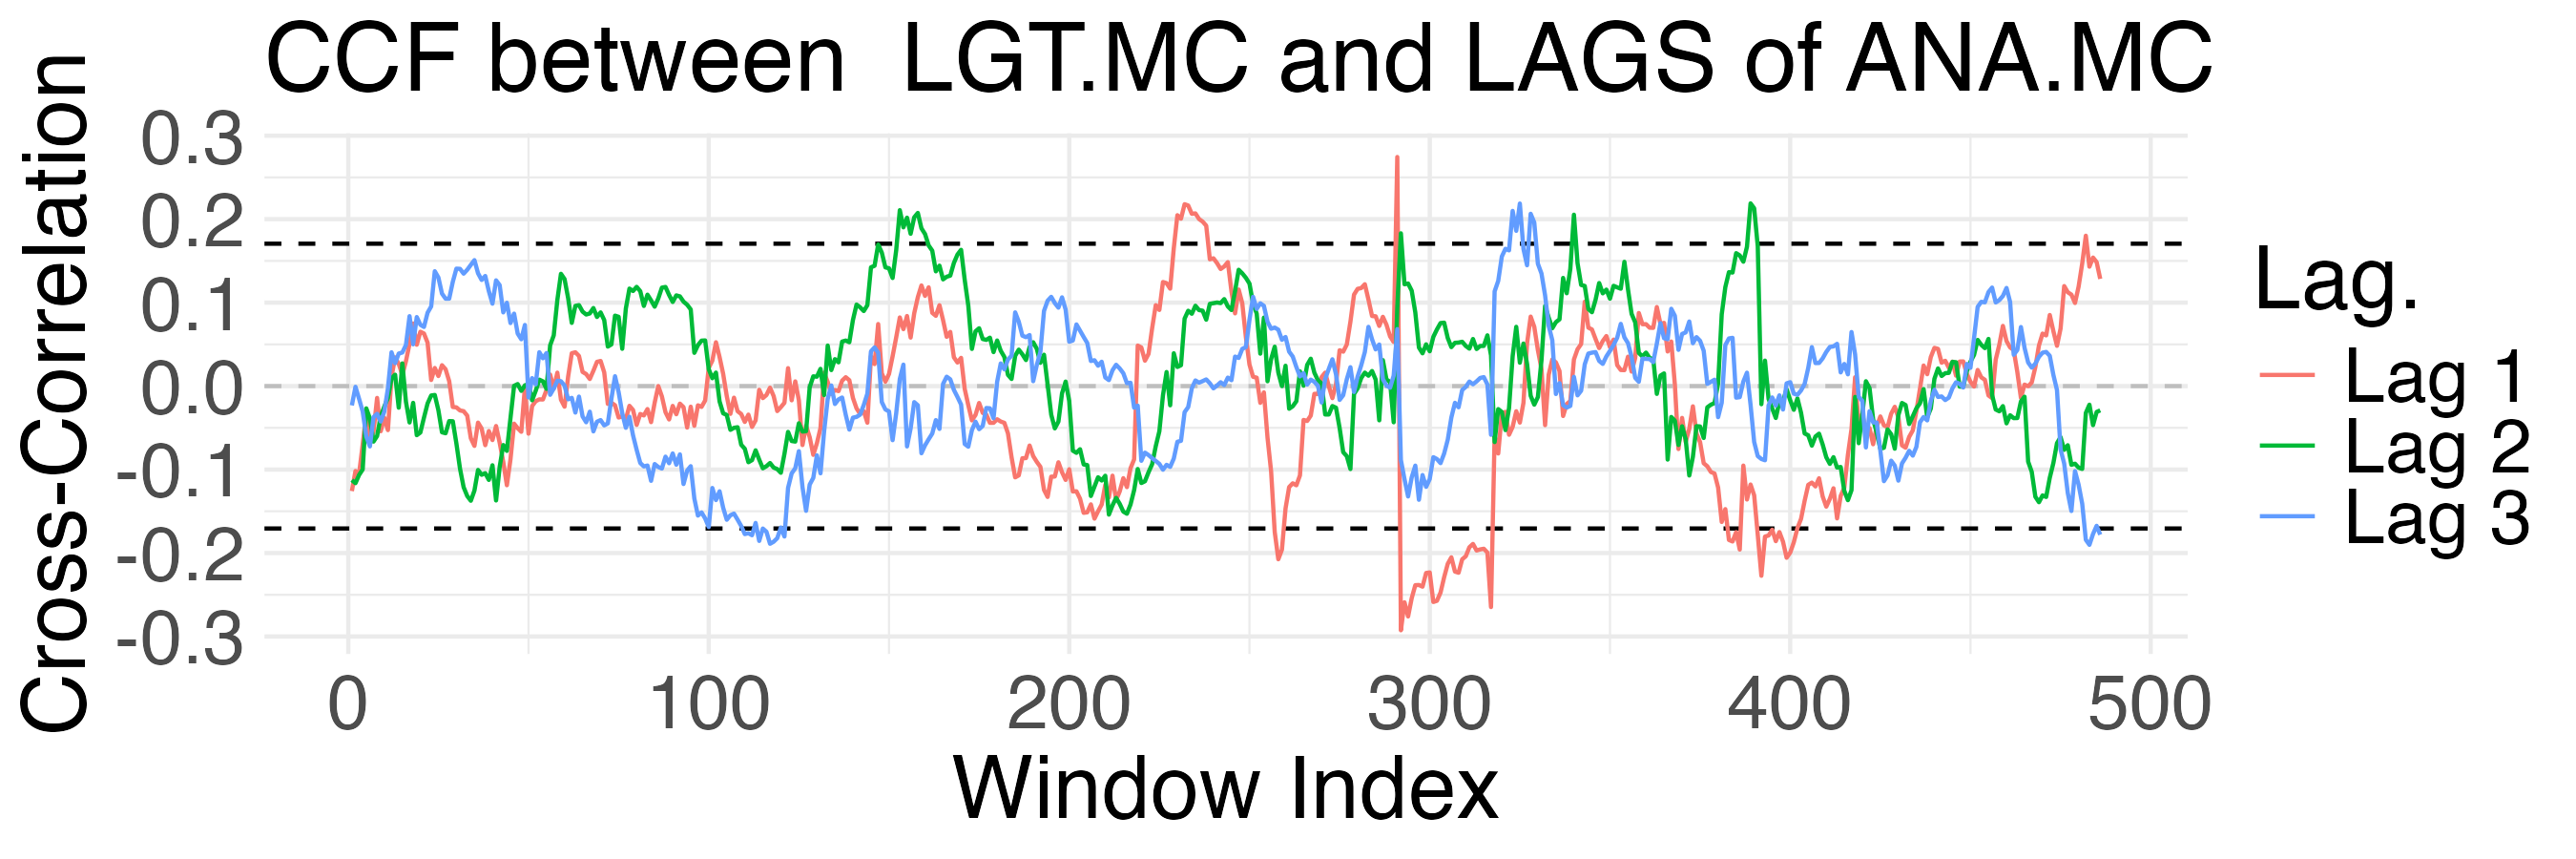 CCF between  LGT.MC and LAGS of ANA.MC
Cross-Correlation
0.3
0.2
0.1
0.0
-0.1
-0.2
-0.3
0 100 200 300 400 500
Window Index
Lag.
Lag 1
Lag 2
Lag 3